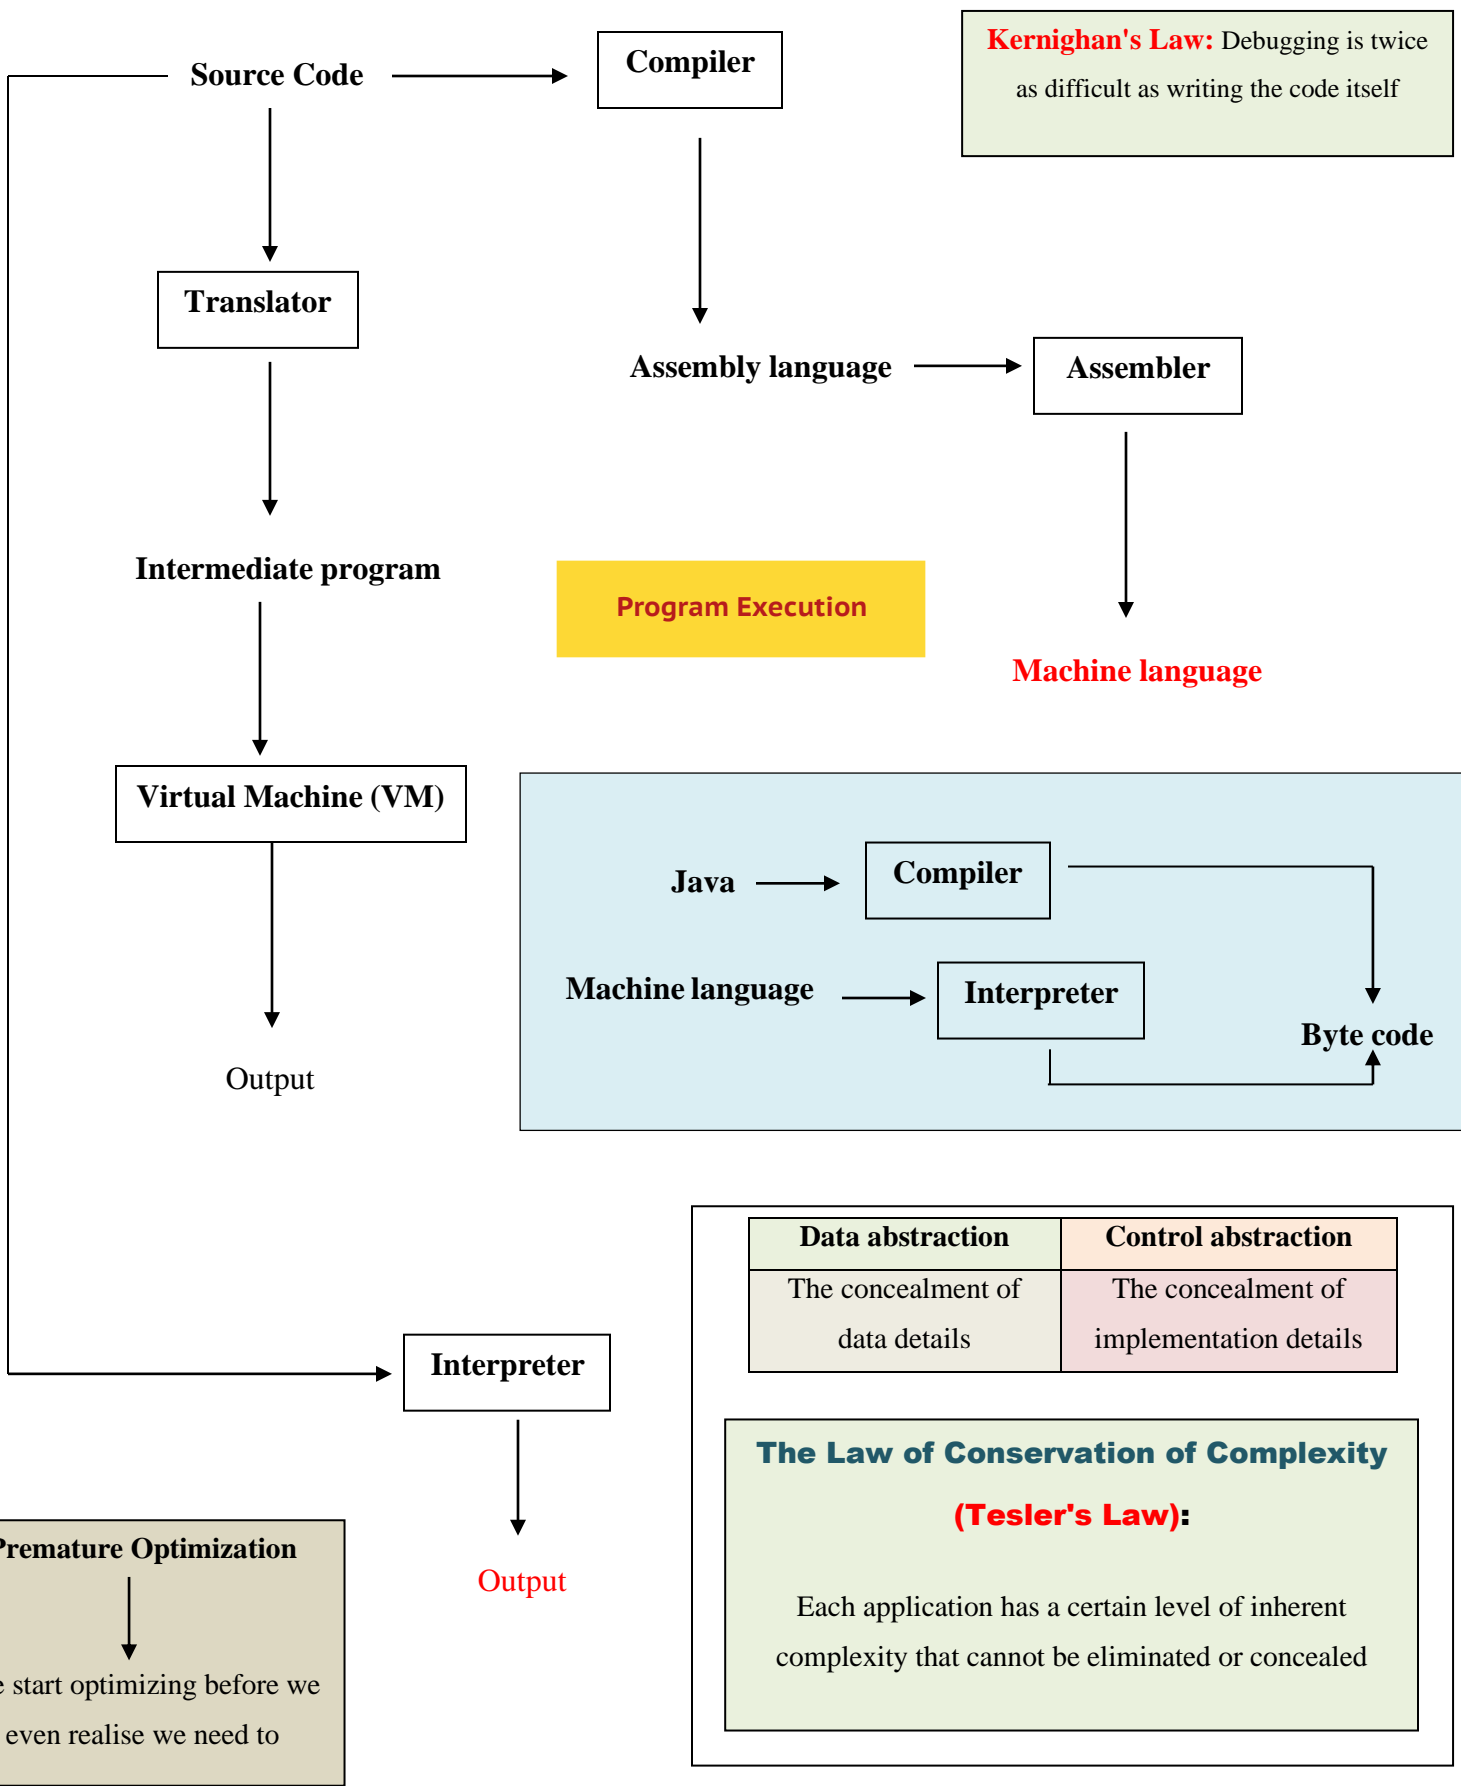 Source Code
Compiler
Kernighan's Law: Debugging is twice
as difficult as writing the code itself
Translator
Assembly language
Assembler
Intermediate program
Program Execution
Machine language
Virtual Machine (VM)
Java
Compiler
Machine language
Interpreter
Byte code
Output
Data abstraction
Control abstraction
The concealment of
data details
The concealment of
implementation details
Interpreter
Output
The Law of Conservation of Complexity
(Tesler's Law):
Each application has a certain level of inherent
complexity that cannot be eliminated or concealed
Premature Optimization
start optimizing before we
even realise we need to